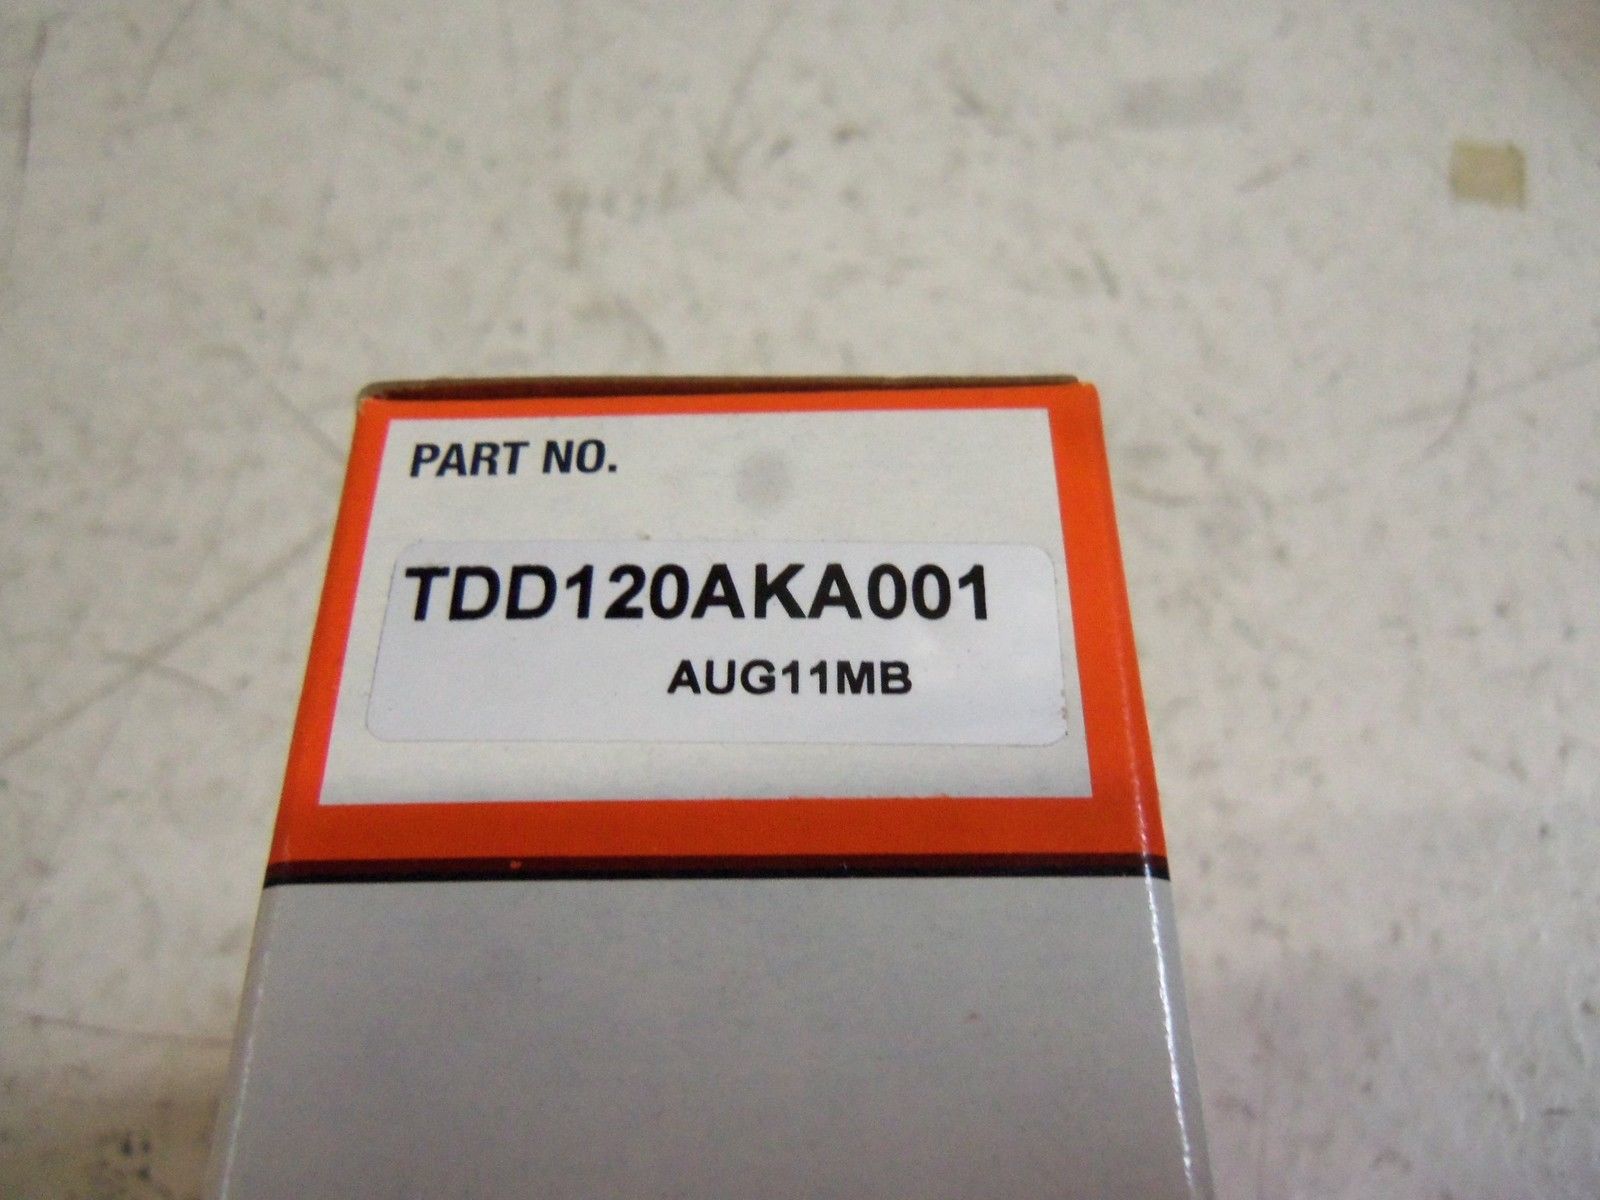 PART NO.
TDD120AKA001
AUG11MB